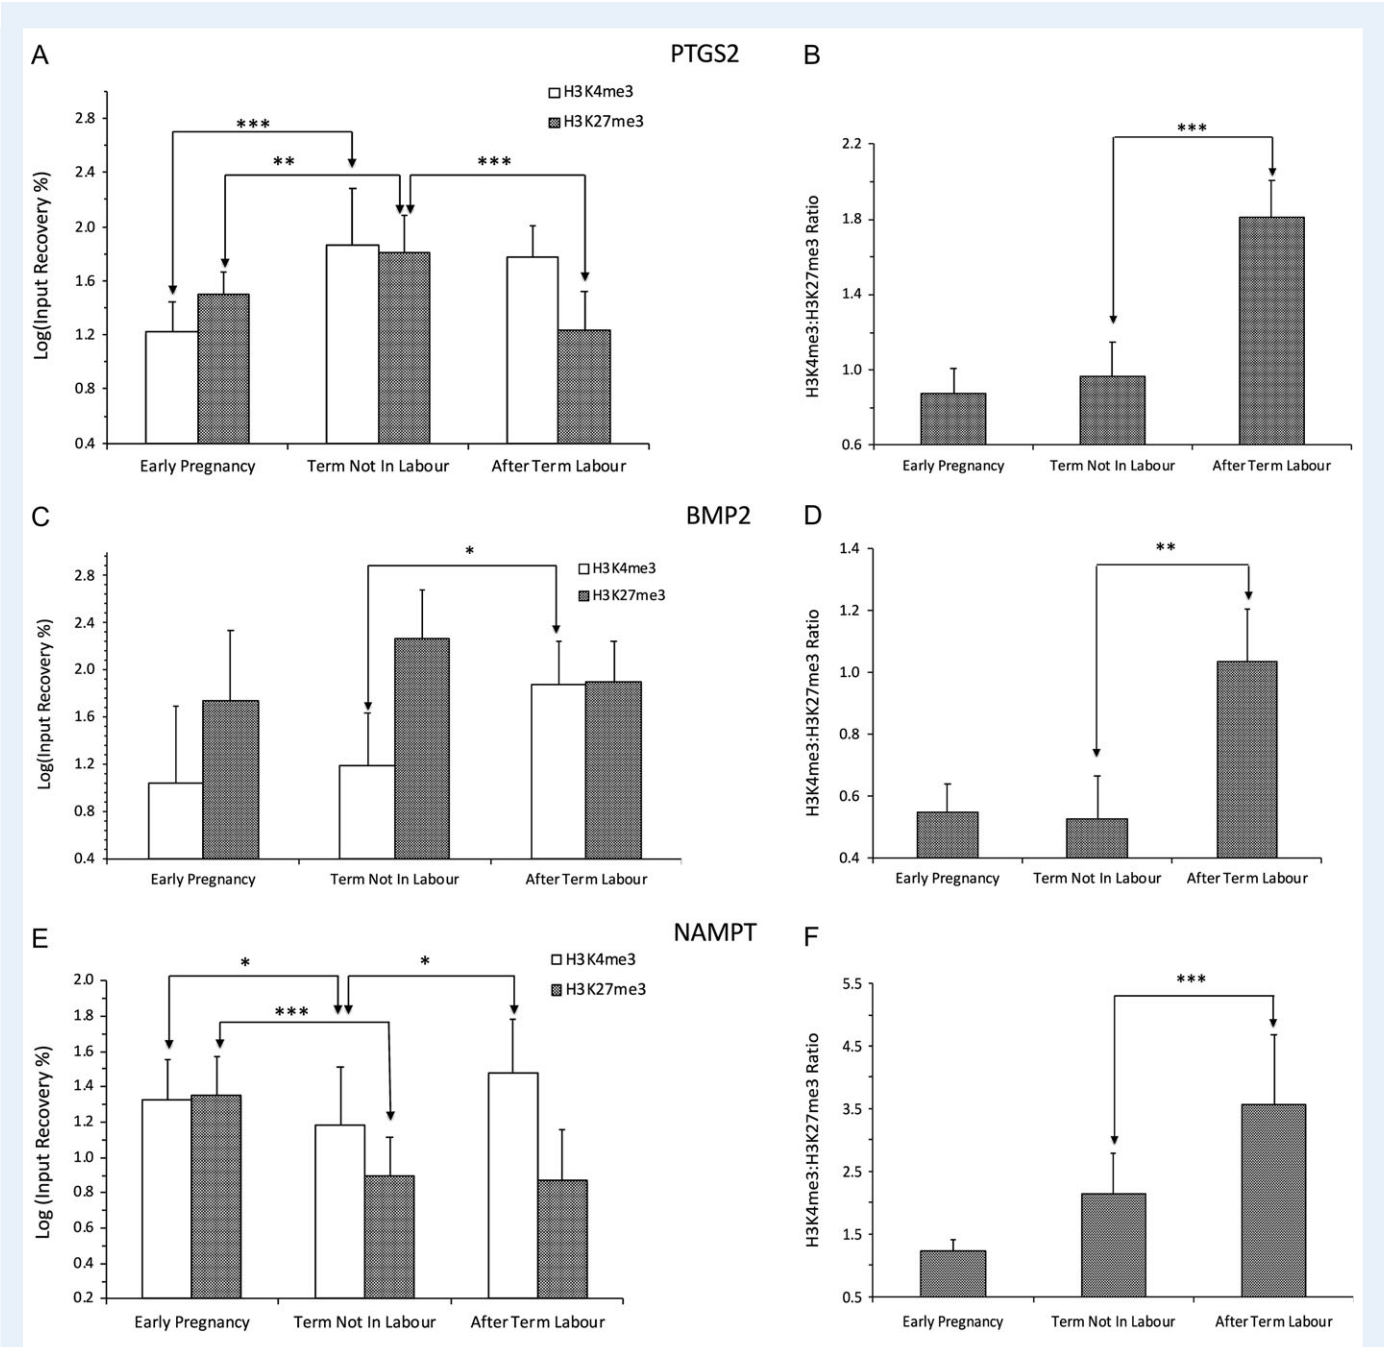 A
PTGS2
B
H3K4me3
H3K27me3
Log(Input Recovery %)
2.8
2.4
2.0
1.6
1.2
0.8
0.4
***
**
***
Early Pregnancy
Term Not In Labour
After Term Labour
H3K4me3:H3K27me3 Ratio
2.2
1.8
1.4
1.0
0.6
***
Early Pregnancy
Term Not In Labour
After Term Labour
C
BMP2
D
H3K4me3
H3K27me3
Log(Input Recovery %)
2.8
2.4
2.0
1.6
1.2
0.8
0.4
*
Early Pregnancy
Term Not In Labour
After Term Labour
H3K4me3:H3K27me3 Ratio
1.4
1.2
1.0
0.8
0.6
0.4
**
Early Pregnancy
Term Not In Labour
After Term Labour
E
NAMPT
F
H3K4me3
H3K27me3
Log (Input Recovery %)
2.0
1.8
1.6
1.4
1.2
1.0
0.8
0.6
0.4
0.2
*
*
***
Early Pregnancy
Term Not In Labour
After Term Labour
H3K4me3:H3K27me3 Ratio
5.5
4.5
3.5
2.5
1.5
0.5
***
Early Pregnancy
Term Not In Labour
After Term Labour